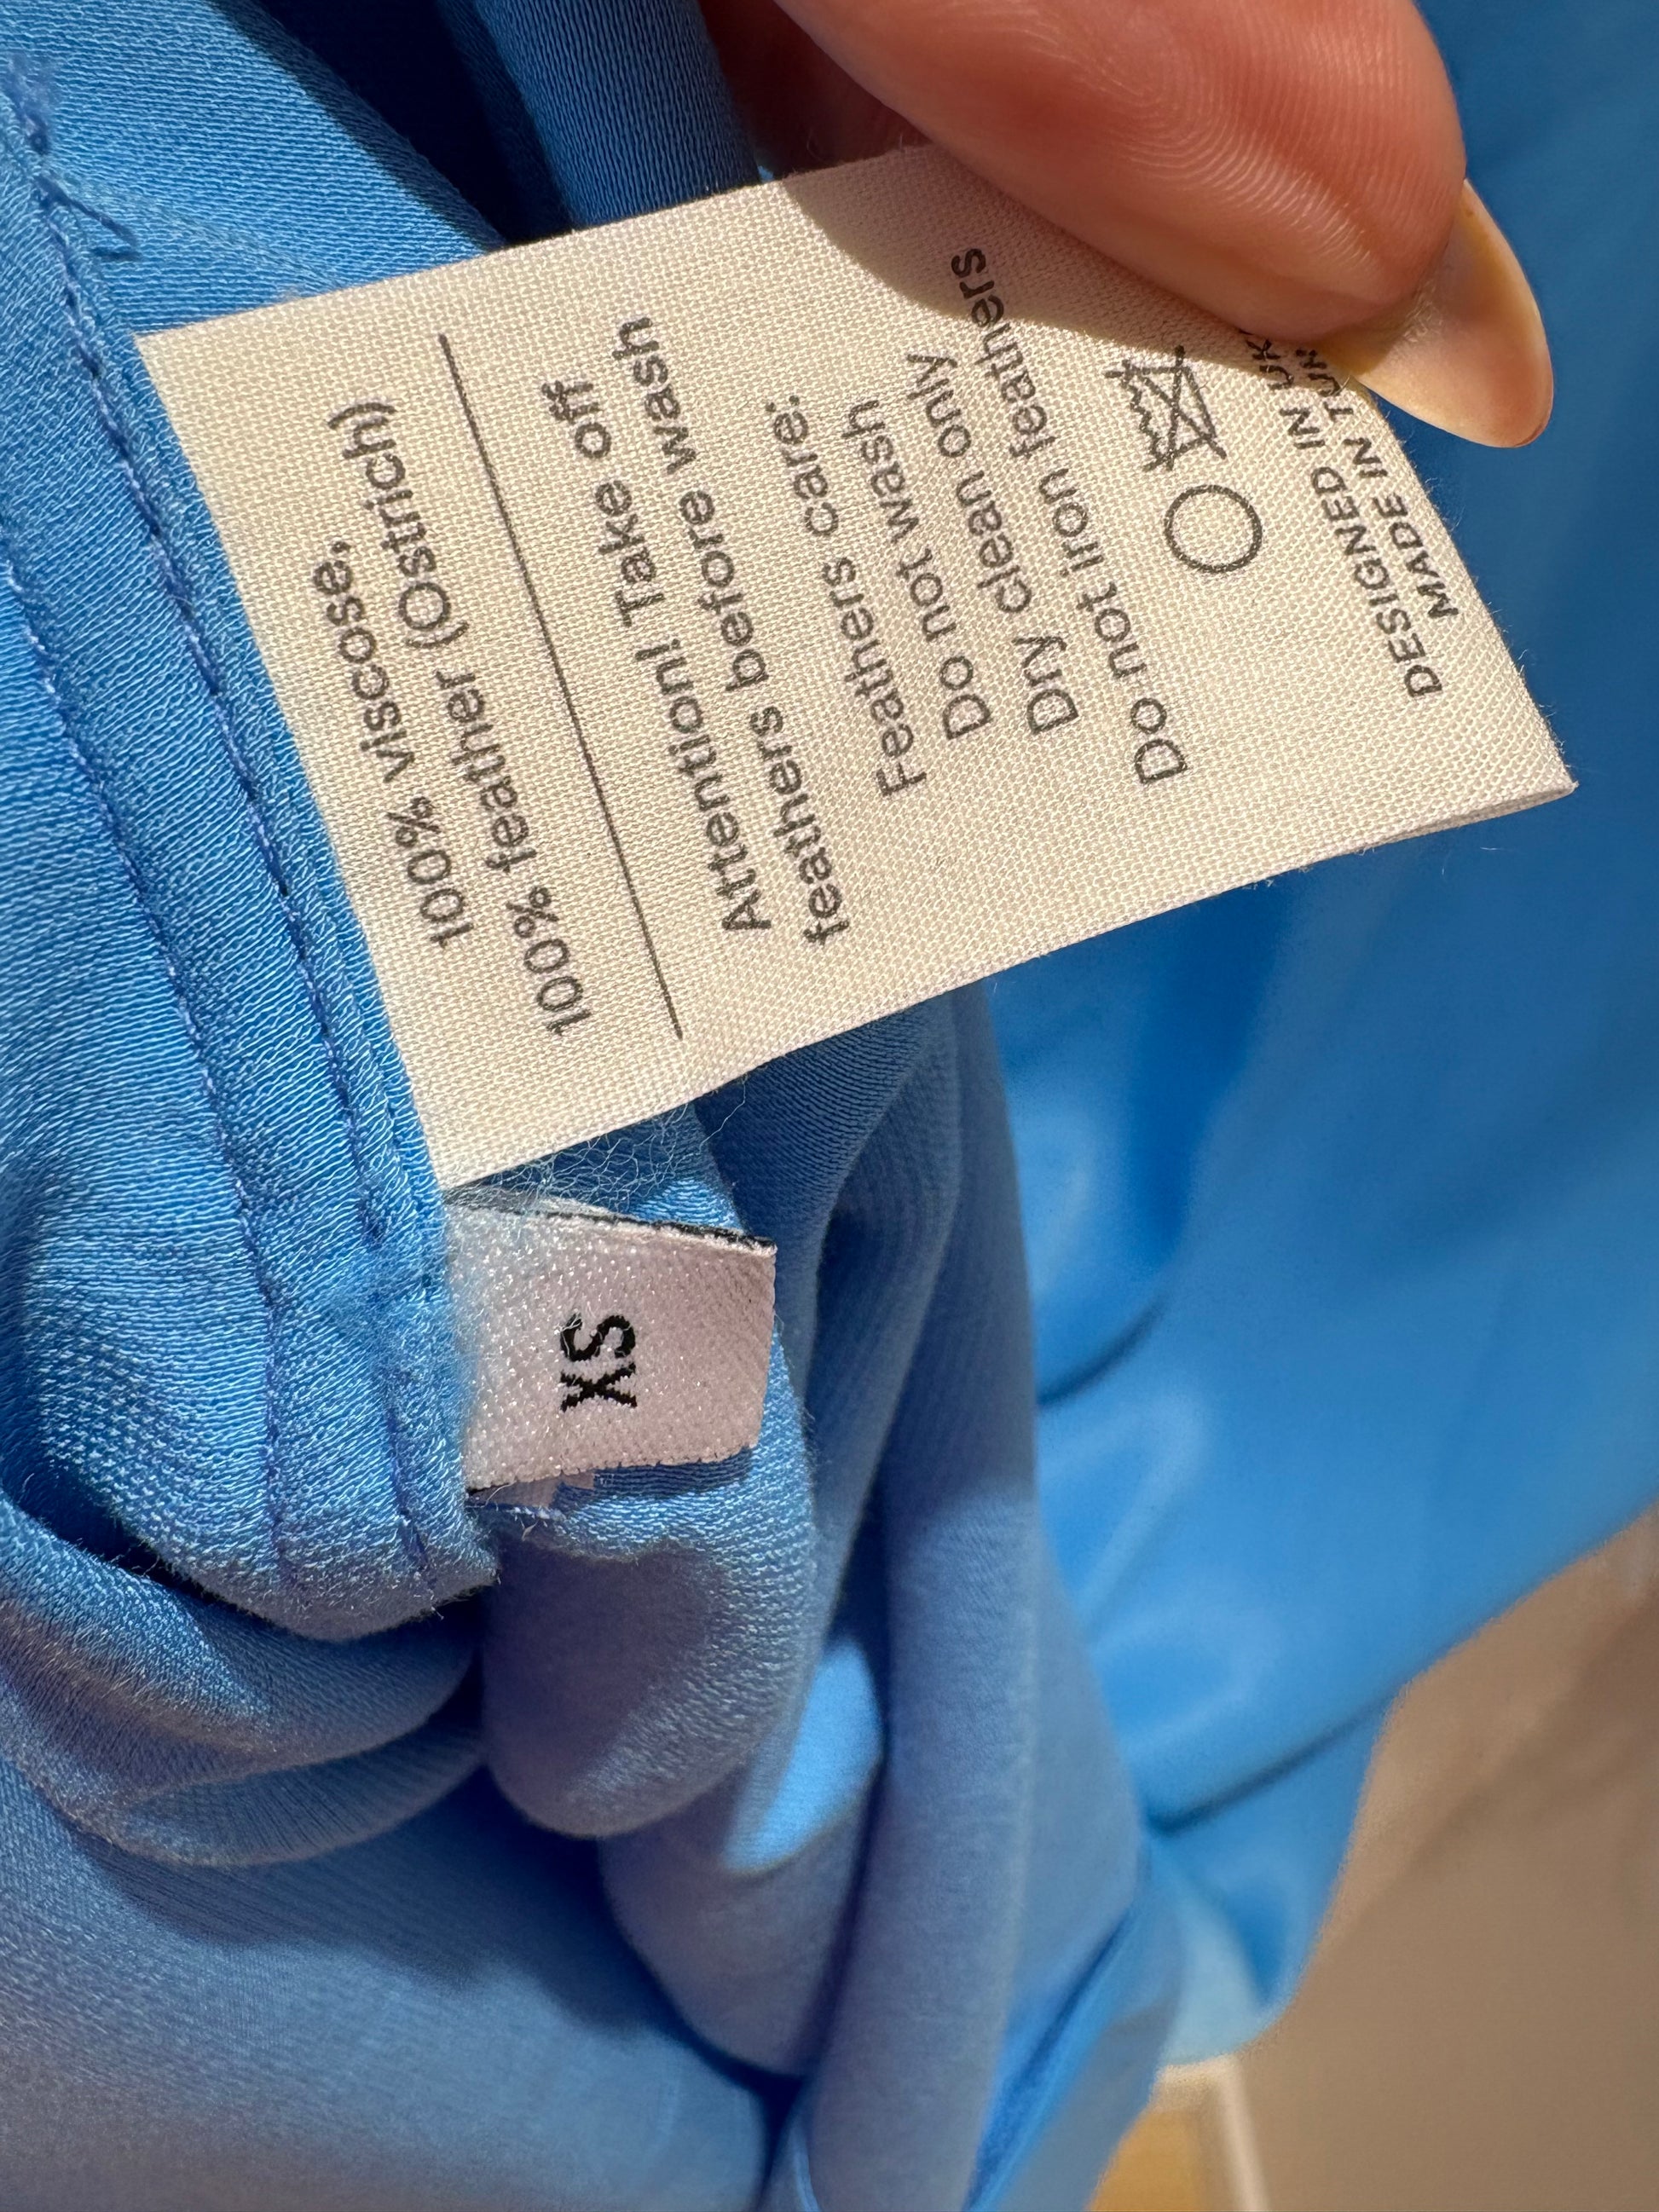 100% viscose,
100% feather (Ostrich)
Attention! Take off
feathers before wash
Feathers care:
Do not wash
Dry clean only
Do not iron feathers
DESIGNED IN UK
MADE IN
XS